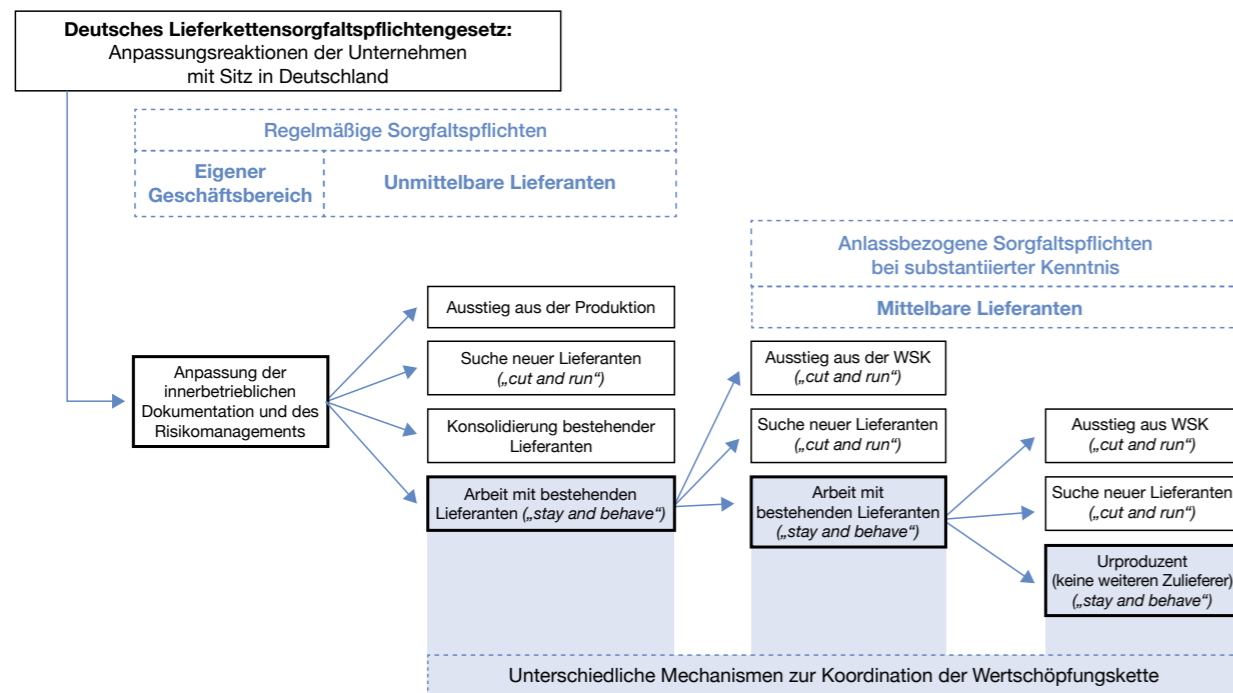 Deutsches Lieferkettensorgfaltspflichtengesetz:
Anpassungsreaktionen der Unternehmen
mit Sitz in Deutschland
Regelmäßige Sorgfaltspflichten
Eigener
Geschäftsbereich
Unmittelbare Lieferanten
Anlassbezogene Sorgfaltspflichten
bei substantiierter Kenntnis
Mittelbare Lieferanten
Anpassung der
innerbetrieblichen
Dokumentation und des
Risikomanagements
Ausstieg aus der Produktion
Suche neuer Lieferanten
(„cut and run“)
Konsolidierung bestehender
Lieferanten
Arbeit mit bestehenden
Lieferanten („stay and behave“)
Ausstieg aus der WSK
(„cut and run“)
Suche neuer Lieferanten
(„cut and run“)
Arbeit mit
bestehenden Lieferanten
(„stay and behave“)
Ausstieg aus WSK
(„cut and run“)
Suche neuer Lieferanten
(„cut and run“)
Urproduzent
(keine weiteren Zulieferer)
(„stay and behave“)
Unterschiedliche Mechanismen zur Koordination der Wertschöpfungskette